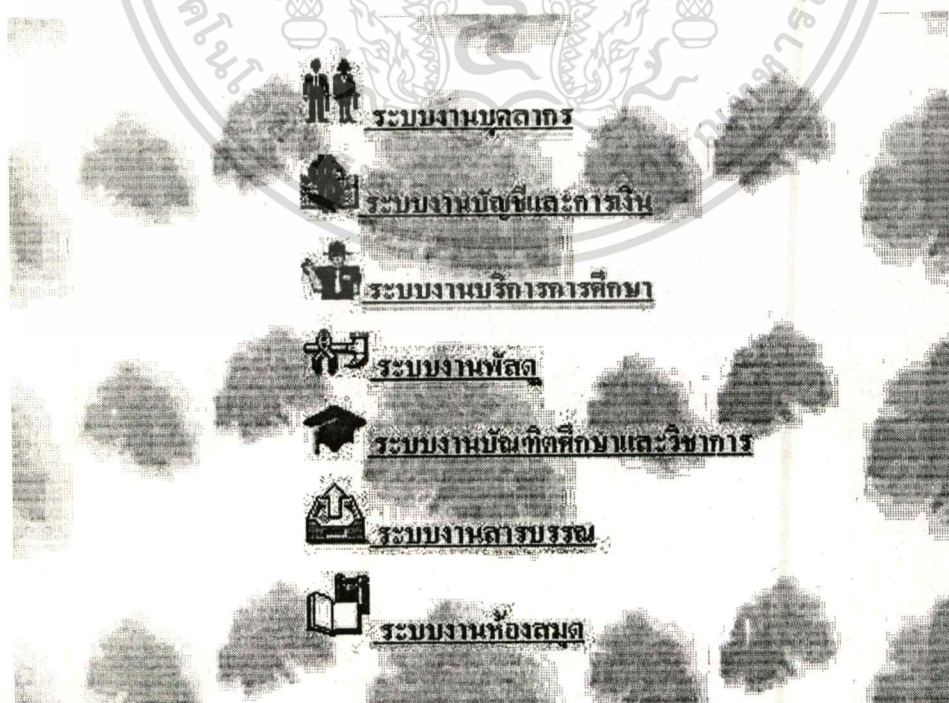 ระบบงานบุคลากร
ระบบงานบัญชีและการเงิน
ระบบงานบริการการศึกษา
ระบบงานพัสดุ
ระบบงานบัณฑิตศึกษาและวิชาการ
ระบบงานสารบรรณ
ระบบงานห้องสมุด